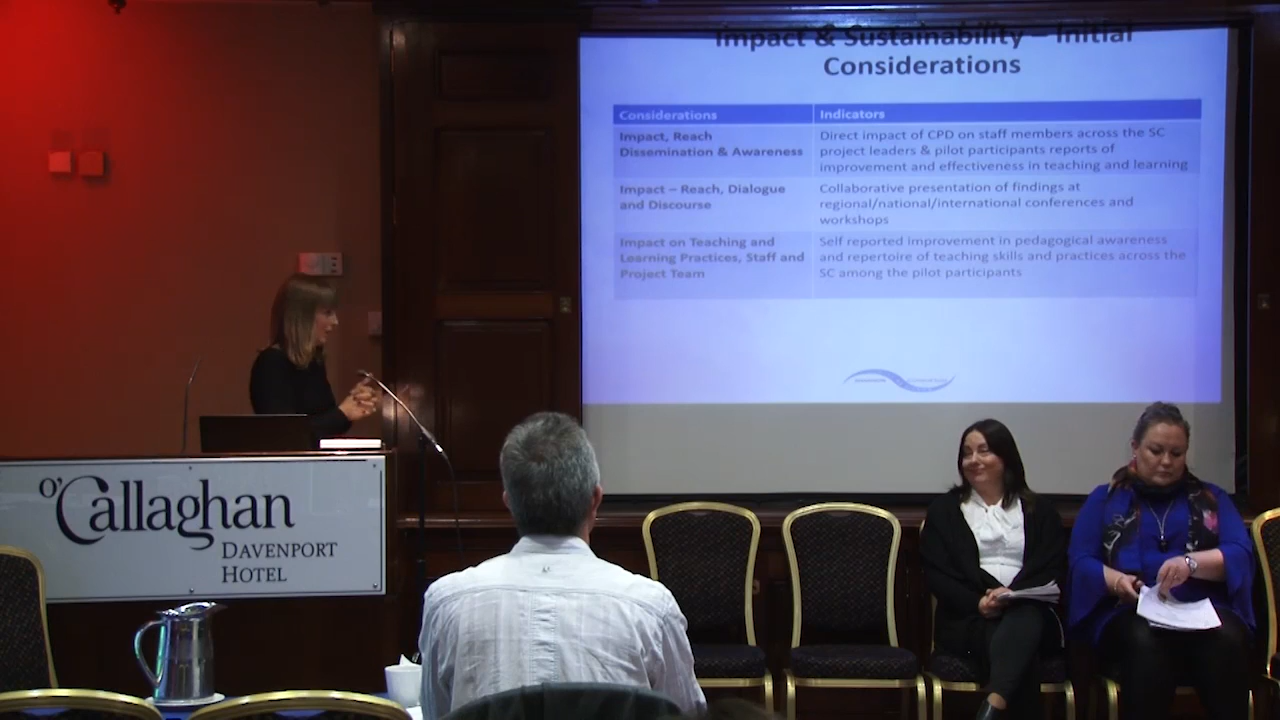 Impact & Sustainability – Initial
Considerations
Considerations
Indicators
Impact, Reach
Dissemination & Awareness
Direct impact of CPD on staff members across the SC
project leaders & pilot participants reports of
improvement and effectiveness in teaching and learning
Impact – Reach, Dialogue
and Discourse
Collaborative presentation of findings at
regional/national/international conferences and
workshops
Impact on Teaching and
Learning Practices, Staff and
Project Team
Self reported improvement in pedagogical awareness
and repertoire of teaching skills and practices across the
SC among the pilot participants
O'Callaghan
DAVENPORT
HOTEL